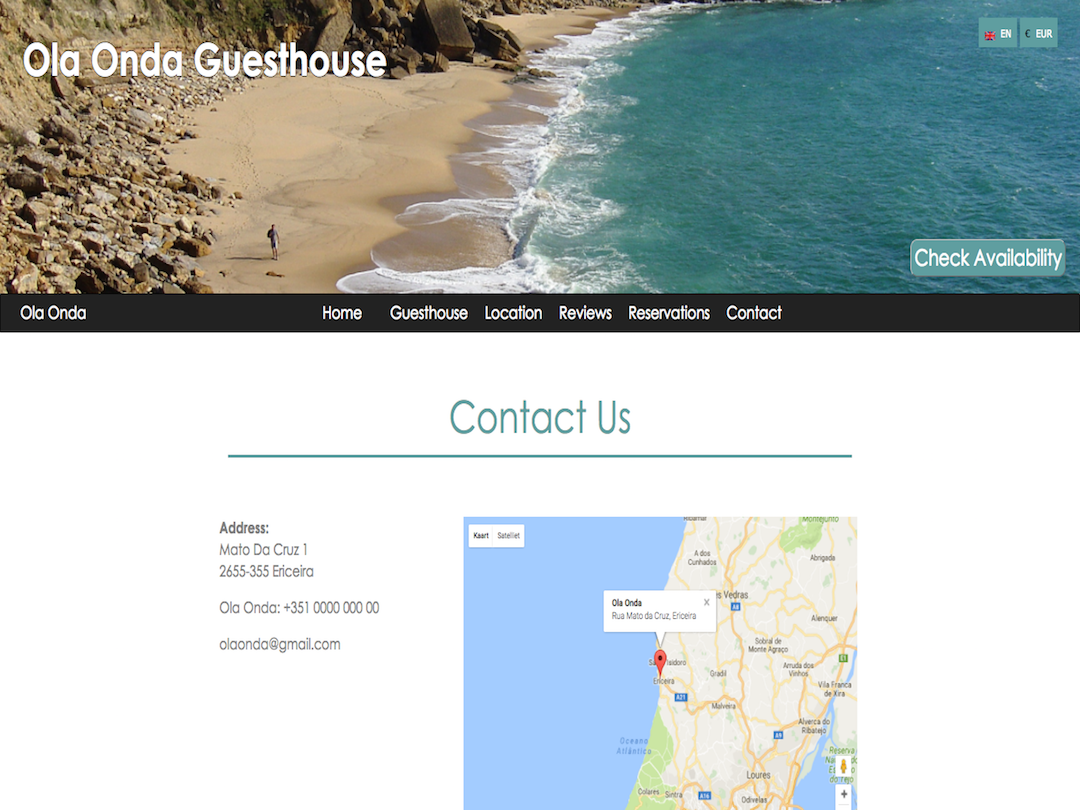 Ola Onda Guesthouse
EN
€ EUR
Check Availability
Ola Onda
Home
Guesthouse
Location
Reviews
Reservations
Contact
Contact Us
Address:
Mato Da Cruz 1
2655-355 Ericeira
Ola Onda: +351 0000 000 00
olaonda@gmail.com
Kaart
Satelliet
Montejunto
A dos
Cunhados
Abrigada
Ola Onda
X
Rua Mato da Cruz, Ericeira
Vedras
A8
Alenquer
Sobral de
Monte Agraço
Isidoro
Ericeira
Gradil
Arruda dos
Vinhos
E1
Vila Franca
de Xira
A21
Malveira
Alverca do
Ribatejo
A9
Oceano
Atlântico
Reserva
Loures
+
Colares
Sintra
A16
Odivelas